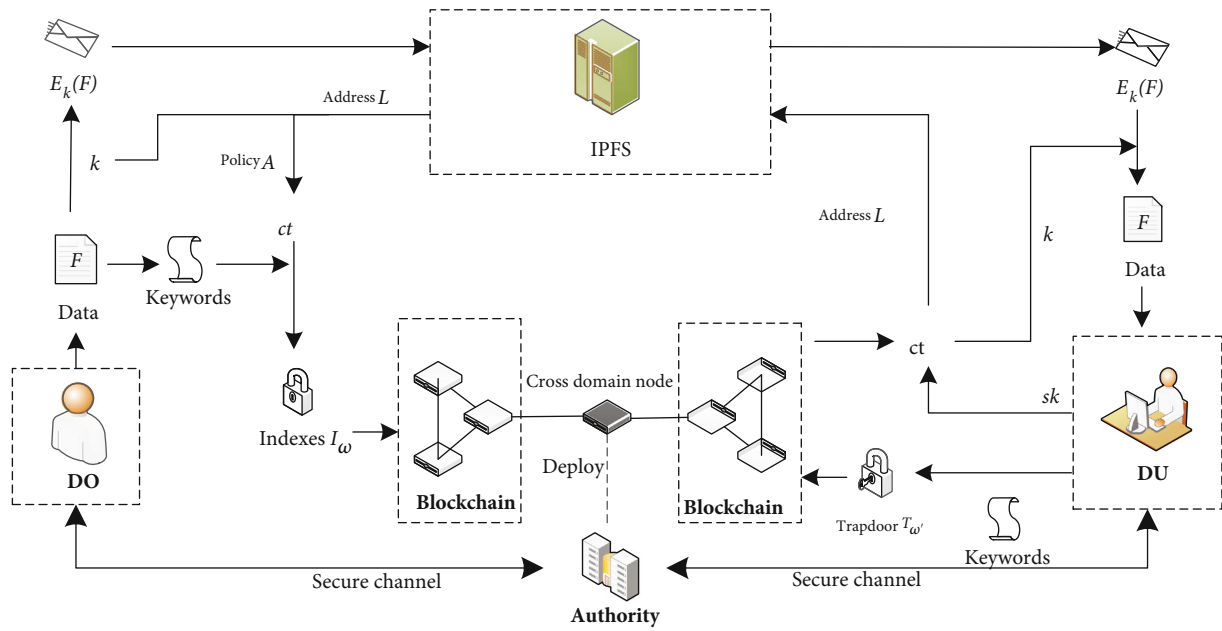 E_k(F)
Address L
k
Policy A
ct
F
Keywords
Data
DO
Indexes I_ω
IPFS
Blockchain
Cross domain node
Deploy
Blockchain
Address L
k
E_k(F)
F
Data
ct
sk
DU
Trapdoor T_ω'
Keywords
Secure channel
Authority
Secure channel